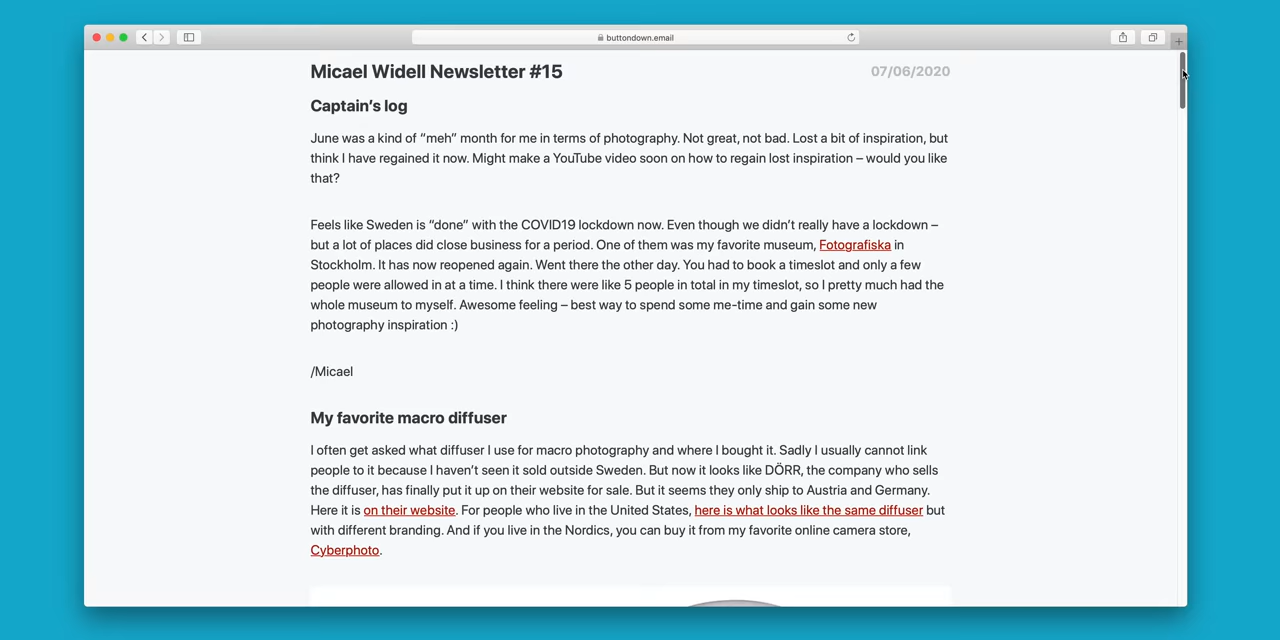 buttondown.email
Micael Widell Newsletter #15
07/06/2020
Captain’s log
June was a kind of “meh” month for me in terms of photography. Not great, not bad. Lost a bit of inspiration, but
think I have regained it now. Might make a YouTube video soon on how to regain lost inspiration – would you like
that?
Feels like Sweden is “done” with the COVID19 lockdown now. Even though we didn’t really have a lockdown –
but a lot of places did close business for a period. One of them was my favorite museum, Fotografiska in
Stockholm. It has now reopened again. Went there the other day. You had to book a timeslot and only a few
people were allowed in at a time. I think there were like 5 people in total in my timeslot, so I pretty much had the
whole museum to myself. Awesome feeling – best way to spend some me-time and gain some new
photography inspiration :)
/Micael
My favorite macro diffuser
I often get asked what diffuser I use for macro photography and where I bought it. Sadly I usually cannot link
people to it because I haven’t seen it sold outside Sweden. But now it looks like DÖRR, the company who sells
the diffuser, has finally put it up on their website for sale. But it seems they only ship to Austria and Germany.
Here it is on their website. For people who live in the United States, here is what looks like the same diffuser but
with different branding. And if you live in the Nordics, you can buy it from my favorite online camera store,
Cyberphoto.